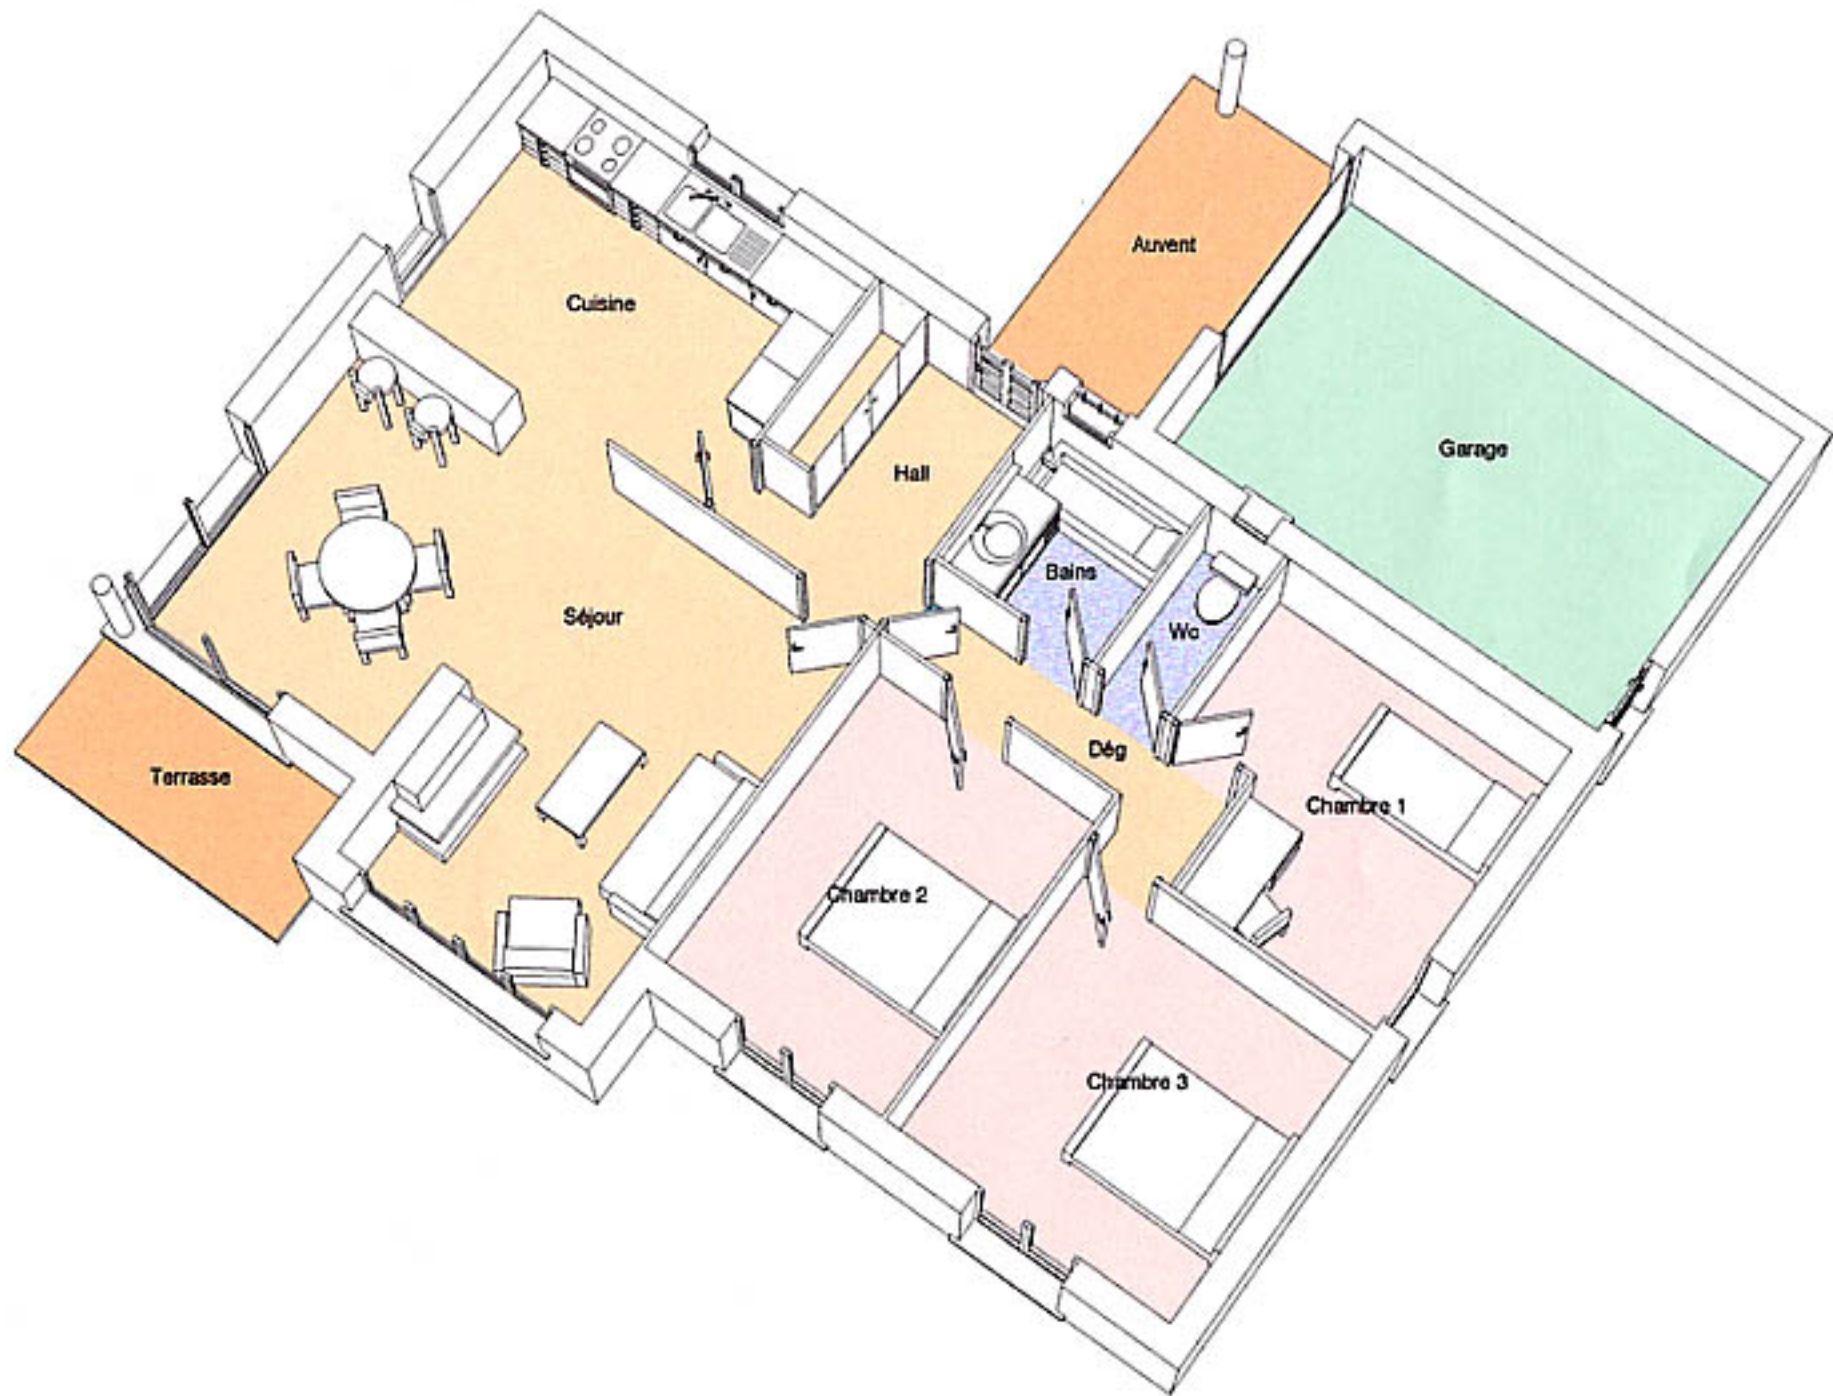 Auvent
Cuisine
Garage
Hall
Bains
Séjour
Wc
Dég
Terrasse
Chambre 1
Chambre 2
Chambre 3